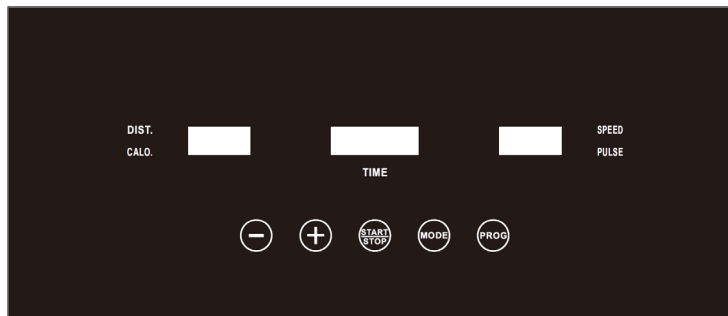 DIST.
SPEED
CALO.
PULSE
TIME
− + START STOP MODE PROG